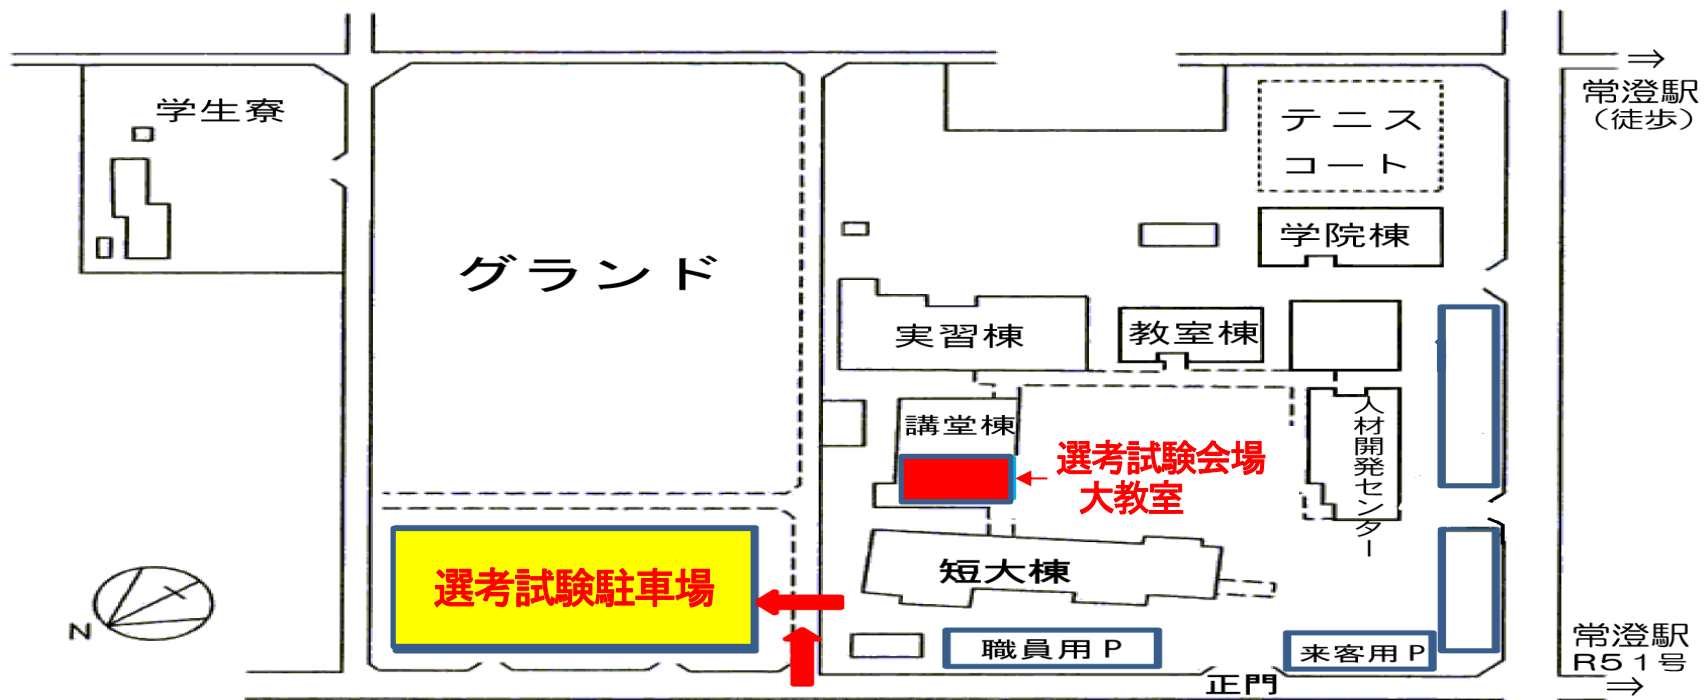 ⇒
常澄駅
（徒歩）
学生寮
テニス
コート
学院棟
グランド
実習棟
教室棟
人材開発センター
講堂棟
選考試験会場
大教室
短大棟
選考試験駐車場
N
職員用P
来客用P
常澄駅
R51号
⇒
正門